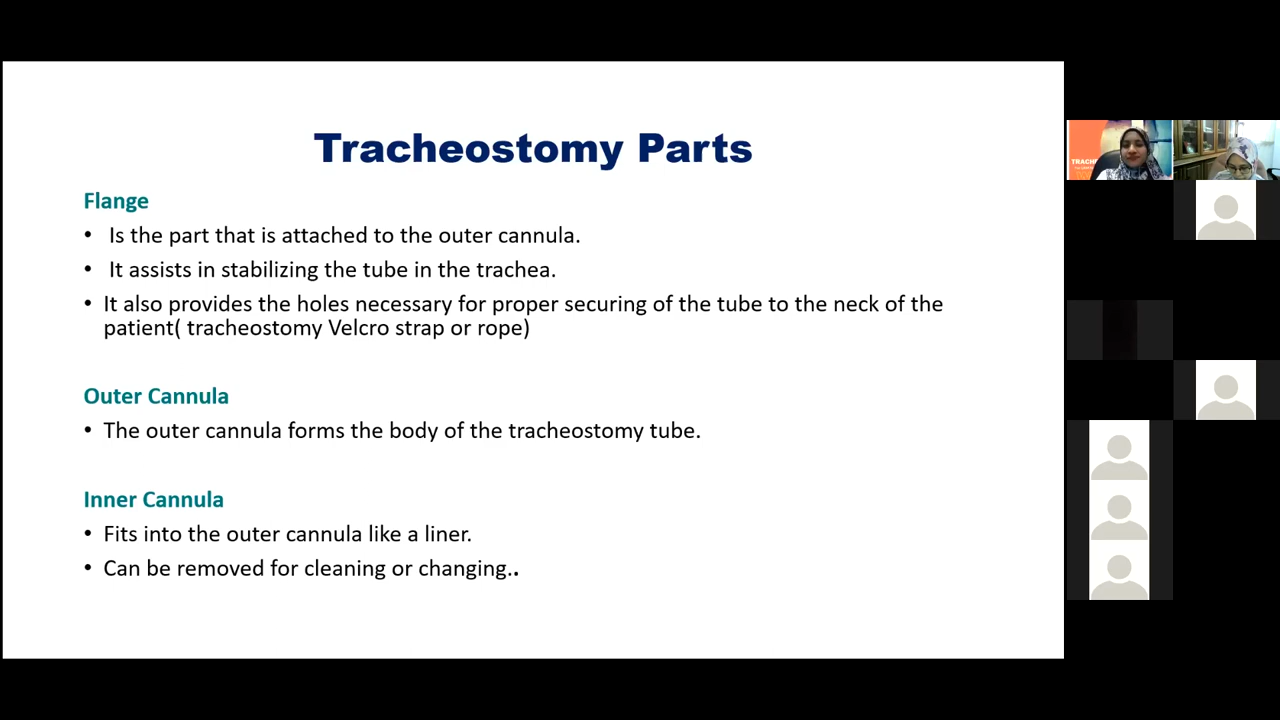 Tracheostomy Parts
Flange
• Is the part that is attached to the outer cannula.
• It assists in stabilizing the tube in the trachea.
• It also provides the holes necessary for proper securing of the tube to the neck of the
patient( tracheostomy Velcro strap or rope)
Outer Cannula
• The outer cannula forms the body of the tracheostomy tube.
Inner Cannula
• Fits into the outer cannula like a liner.
• Can be removed for cleaning or changing..